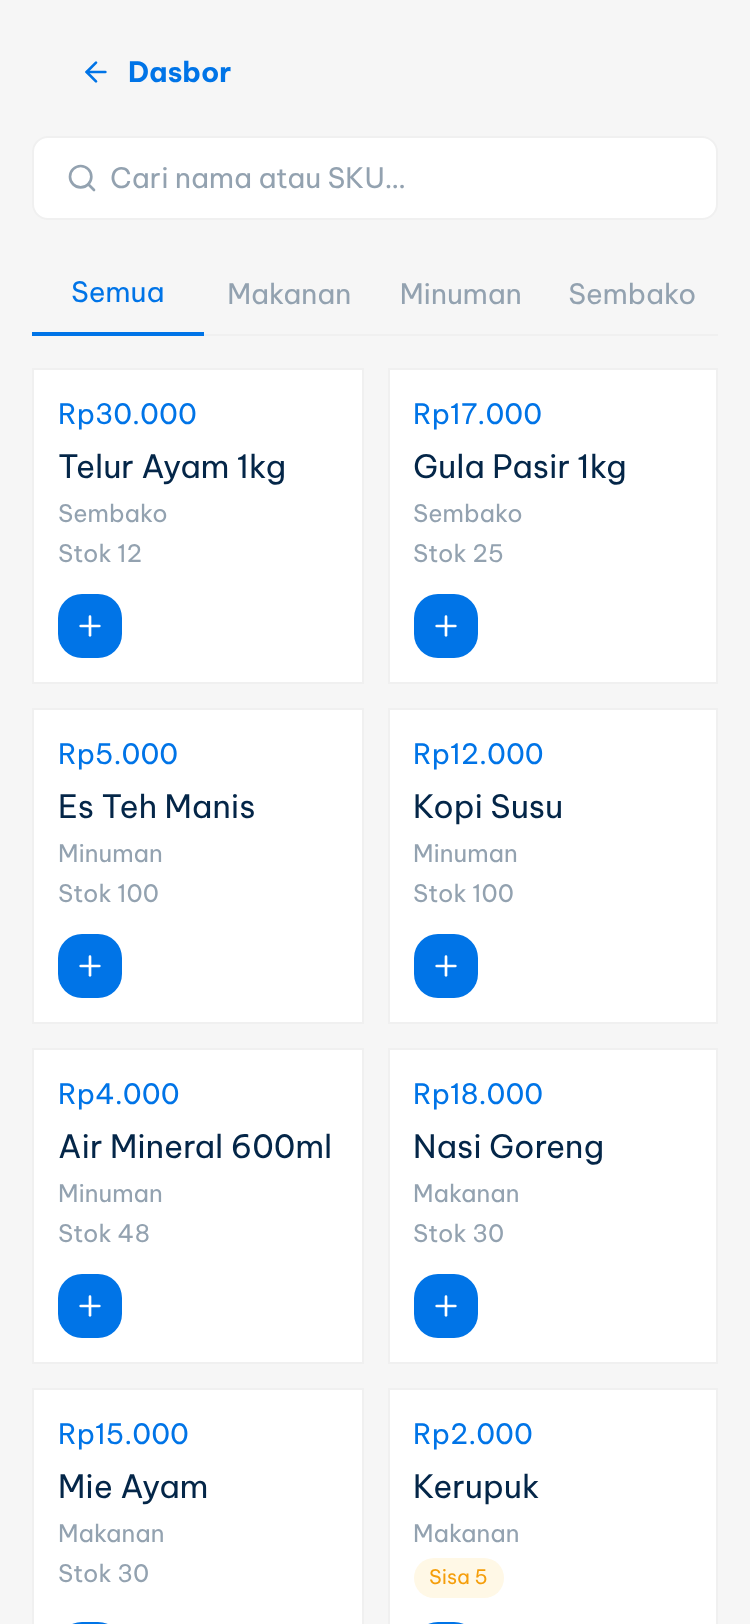 Dasbor
Cari nama atau SKU...
Semua Makanan Minuman Sembako
Rp30.000
Telur Ayam 1kg
Sembako
Stok 12
Rp17.000
Gula Pasir 1kg
Sembako
Stok 25
Rp5.000
Es Teh Manis
Minuman
Stok 100
Rp12.000
Kopi Susu
Minuman
Stok 100
Rp4.000
Air Mineral 600ml
Minuman
Stok 48
Rp18.000
Nasi Goreng
Makanan
Stok 30
Rp15.000
Mie Ayam
Makanan
Stok 30
Rp2.000
Kerupuk
Makanan
Sisa 5